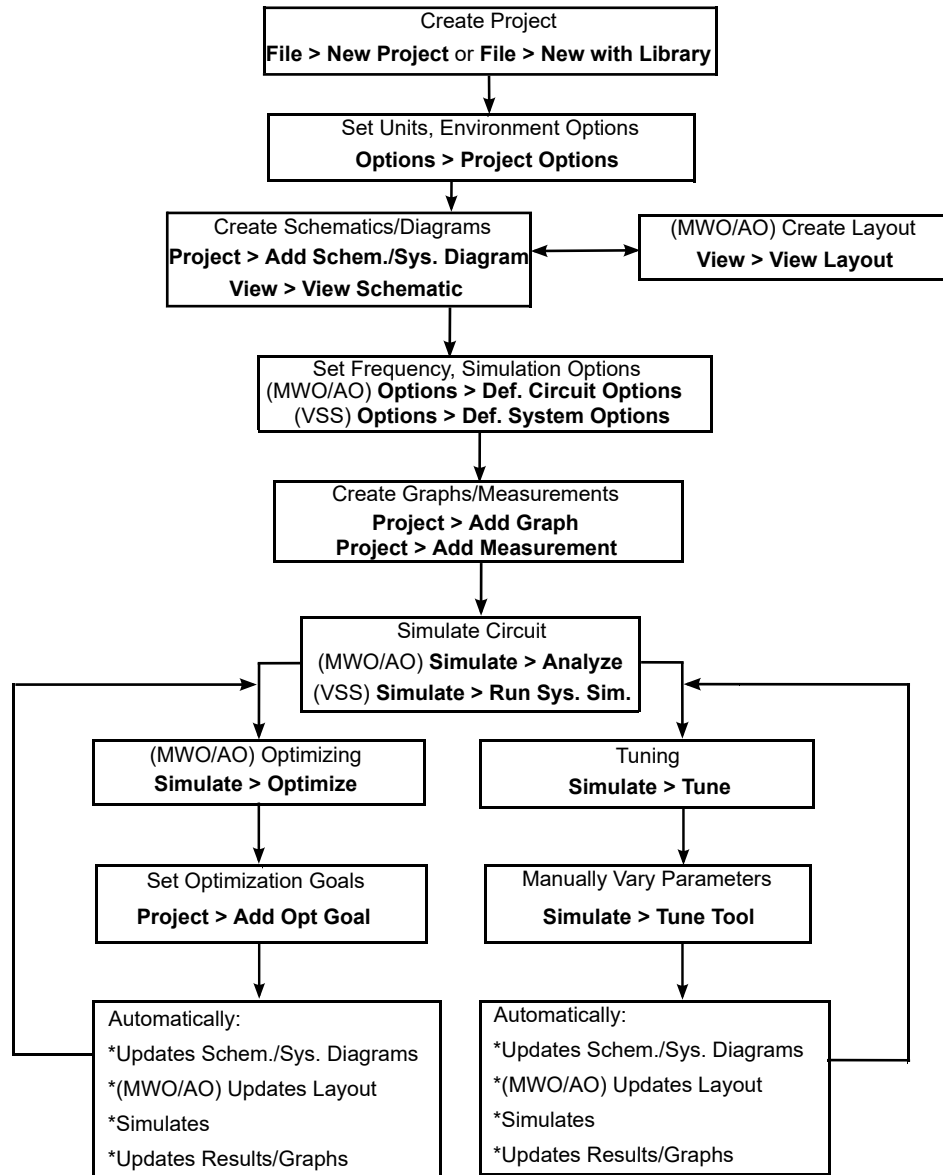 Create Project
File > New Project or File > New with Library
Set Units, Environment Options
Options > Project Options
Create Schematics/Diagrams
Project > Add Schem./Sys. Diagram
View > View Schematic
(MWO/AO) Create Layout
View > View Layout
Set Frequency, Simulation Options
(MWO/AO) Options > Def. Circuit Options
(VSS) Options > Def. System Options
Create Graphs/Measurements
Project > Add Graph
Project > Add Measurement
Simulate Circuit
(MWO/AO) Simulate > Analyze
(VSS) Simulate > Run Sys. Sim.
(MWO/AO) Optimizing
Simulate > Optimize
Tuning
Simulate > Tune
Set Optimization Goals
Project > Add Opt Goal
Manually Vary Parameters
Simulate > Tune Tool
Automatically:
*Updates Schem./Sys. Diagrams
*(MWO/AO) Updates Layout
*Simulates
*Updates Results/Graphs
Automatically:
*Updates Schem./Sys. Diagrams
*(MWO/AO) Updates Layout
*Simulates
*Updates Results/Graphs